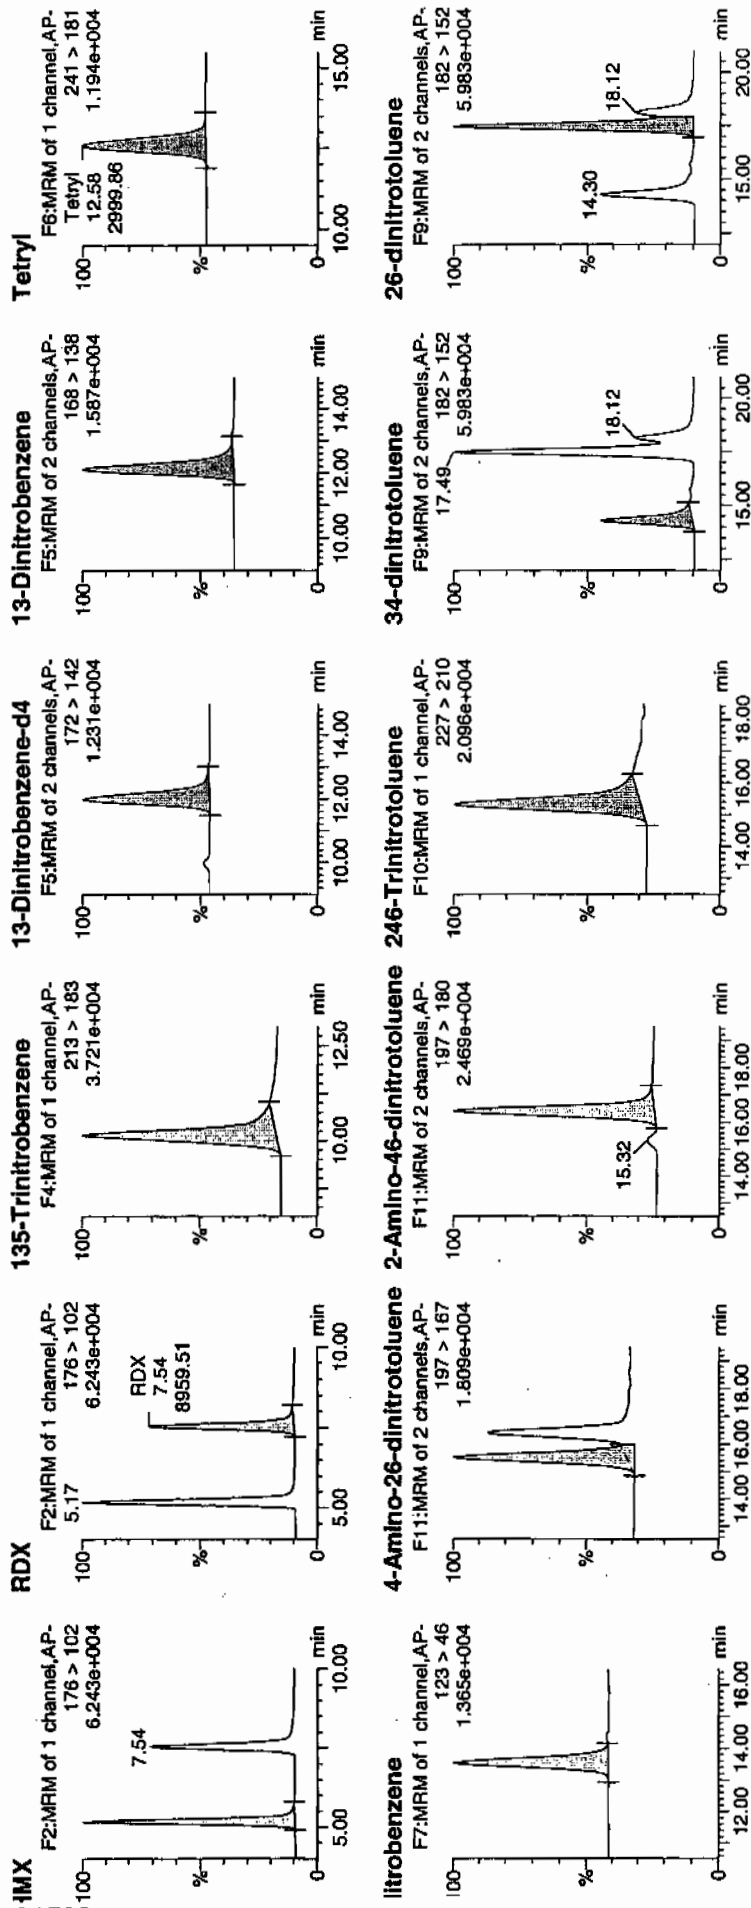 HMX
F2:MRM of 1 channel,AP-
176 > 102
6.243e+004
100
7.54
%
0
5.00
10.00
min
RDX
F2:MRM of 1 channel,AP-
176 > 102
6.243e+004
5.17
100
RDX
7.54
8959.51
%
0
5.00
10.00
min
135-Trinitrobenzene
F4:MRM of 1 channel,AP-
213 > 183
3.721e+004
100
%
0
10.00
12.50
min
13-Dinitrobenzene-d4
F5:MRM of 2 channels,AP-
172 > 142
1.231e+004
100
%
0
10.00
12.00
14.00
min
13-Dinitrobenzene
F5:MRM of 2 channels,AP-
168 > 138
1.587e+004
100
%
0
10.00
12.00
14.00
min
Tetryl
F6:MRM of 1 channel,AP-
241 > 181
1.194e+004
Tetryl
12.58
2999.86
100
%
0
10.00
15.00
min
litrobenzene
F7:MRM of 1 channel,AP-
123 > 46
1.365e+004
100
%
0
12.00
14.00
16.00
min
4-Amino-26-dinitrotoluene
F11:MRM of 2 channels,AP-
197 > 167
1.809e+004
100
%
0
14.00
16.00
18.00
min
2-Amino-46-dinitrotoluene
F11:MRM of 2 channels,AP-
197 > 180
2.469e+004
100
15.32
%
0
14.00
16.00
18.00
min
246-Trinitrotoluene
F10:MRM of 1 channel,AP-
227 > 210
2.096e+004
100
%
0
14.00
16.00
18.00
min
34-dinitrotoluene
F9:MRM of 2 channels,AP-
17.49
182 > 152
5.983e+004
100
18.12
%
0
15.00
20.00
min
26-dinitrotoluene
F9:MRM of 2 channels,AP-
182 > 152
5.983e+004
100
14.30
18.12
%
0
15.00
20.00
min